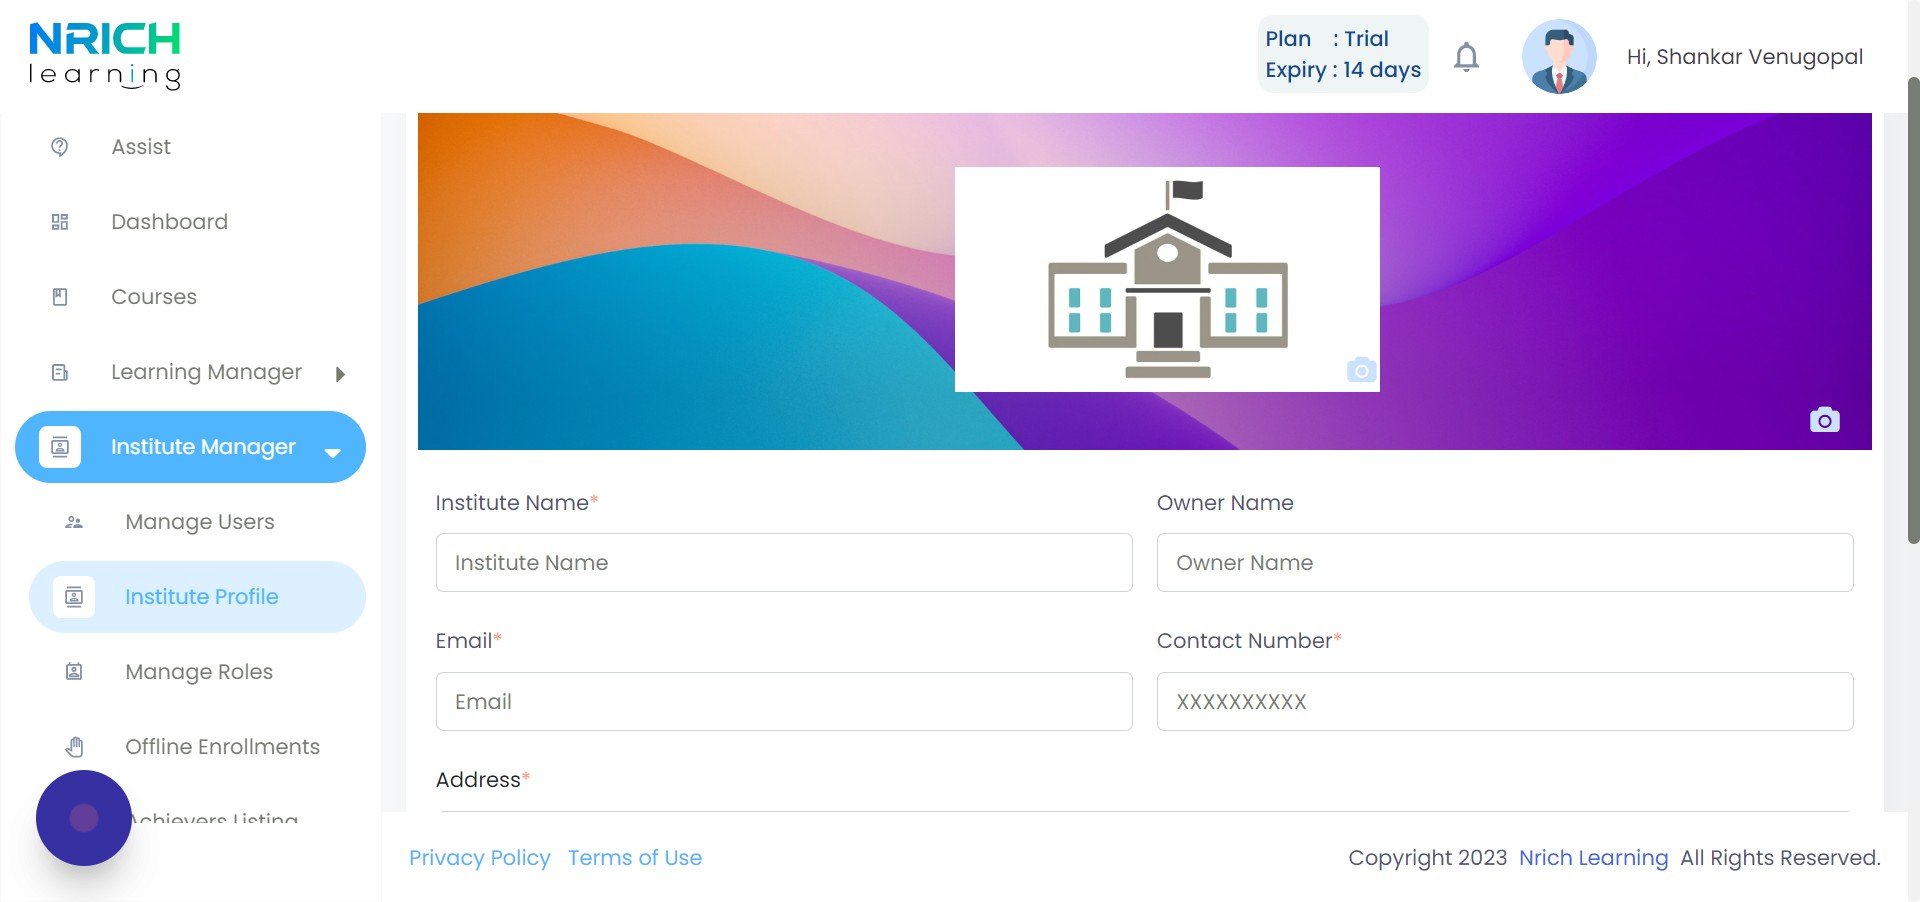 NRICH
learning
Plan : Trial
Expiry : 14 days
Hi, Shankar Venugopal
Assist
Dashboard
Courses
Learning Manager
Institute Manager
Manage Users
Institute Profile
Manage Roles
Offline Enrollments
Achievers Listing
Institute Name*
Institute Name
Owner Name
Owner Name
Email*
Email
Contact Number*
XXXXXXXXXX
Address*
Privacy Policy Terms of Use
Copyright 2023 Nrich Learning All Rights Reserved.